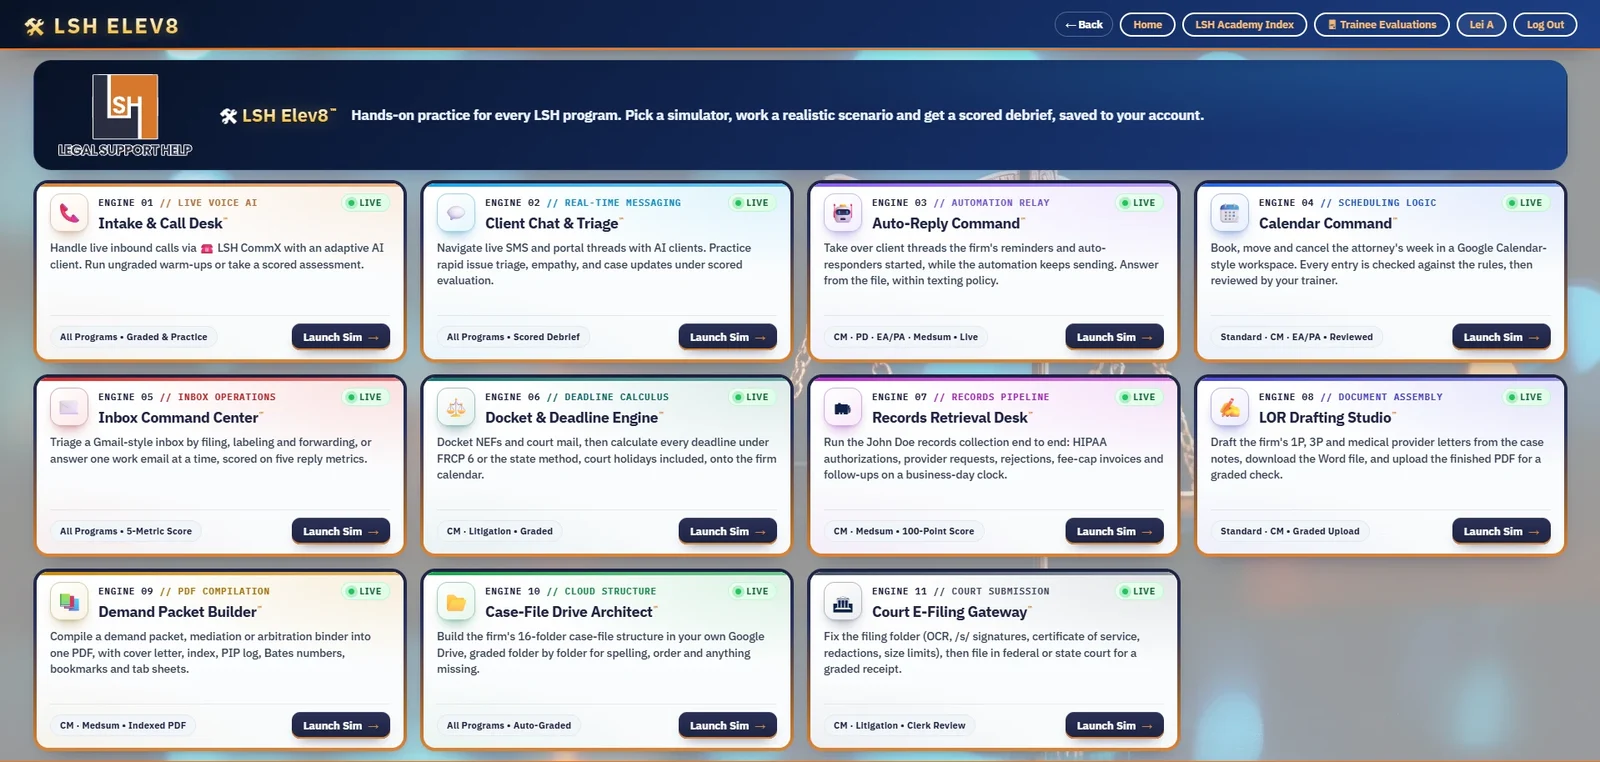 🛠 LSH ELEV8
← Back
Home
LSH Academy Index
Trainee Evaluations
Lei A
Log Out
LSH
LEGAL SUPPORT HELP
🛠 LSH Elev8™
Hands-on practice for every LSH program. Pick a simulator, work a realistic scenario and get a scored debrief, saved to your account.
ENGINE 01 // LIVE VOICE AI
LIVE
Intake & Call Desk™
Handle live inbound calls via ☎ LSH CommX with an adaptive AI
client. Run ungraded warm-ups or take a scored assessment.
All Programs • Graded & Practice
Launch Sim →
ENGINE 02 // REAL-TIME MESSAGING
LIVE
Client Chat & Triage™
Navigate live SMS and portal threads with AI clients. Practice
rapid issue triage, empathy, and case updates under scored
evaluation.
All Programs • Scored Debrief
Launch Sim →
ENGINE 03 // AUTOMATION RELAY
LIVE
Auto-Reply Command™
Take over client threads the firm's reminders and auto-
responders started, while the automation keeps sending. Answer
from the file, within texting policy.
CM · PD · EA/PA · Medsum • Live
Launch Sim →
ENGINE 04 // SCHEDULING LOGIC
LIVE
Calendar Command™
Book, move and cancel the attorney's week in a Google Calendar-
style workspace. Every entry is checked against the rules, then
reviewed by your trainer.
Standard · CM · EA/PA • Reviewed
Launch Sim →
ENGINE 05 // INBOX OPERATIONS
LIVE
Inbox Command Center™
Triage a Gmail-style inbox by filing, labeling and forwarding, or
answer one work email at a time, scored on five reply metrics.
All Programs • 5-Metric Score
Launch Sim →
ENGINE 06 // DEADLINE CALCULUS
LIVE
Docket & Deadline Engine™
Docket NEFs and court mail, then calculate every deadline under
FRCP 6 or the state method, court holidays included, onto the firm
calendar.
CM · Litigation • Graded
Launch Sim →
ENGINE 07 // RECORDS PIPELINE
LIVE
Records Retrieval Desk™
Run the John Doe records collection end to end: HIPAA
authorizations, provider requests, rejections, fee-cap invoices and
follow-ups on a business-day clock.
CM · Medsum • 100-Point Score
Launch Sim →
ENGINE 08 // DOCUMENT ASSEMBLY
LIVE
LOR Drafting Studio™
Draft the firm's 1P, 3P and medical provider letters from the case
notes, download the Word file, and upload the finished PDF for a
graded check.
Standard · CM • Graded Upload
Launch Sim →
ENGINE 09 // PDF COMPILATION
LIVE
Demand Packet Builder™
Compile a demand packet, mediation or arbitration binder into
one PDF, with cover letter, index, PIP log, Bates numbers,
bookmarks and tab sheets.
CM · Medsum • Indexed PDF
Launch Sim →
ENGINE 10 // CLOUD STRUCTURE
LIVE
Case-File Drive Architect™
Build the firm's 16-folder case-file structure in your own Google
Drive, graded folder by folder for spelling, order and anything
missing.
All Programs • Auto-Graded
Launch Sim →
ENGINE 11 // COURT SUBMISSION
LIVE
Court E-Filing Gateway™
Fix the filing folder (OCR, /s/ signatures, certificate of service,
redactions, size limits), then file in federal or state court for a
graded receipt.
CM · Litigation • Clerk Review
Launch Sim →